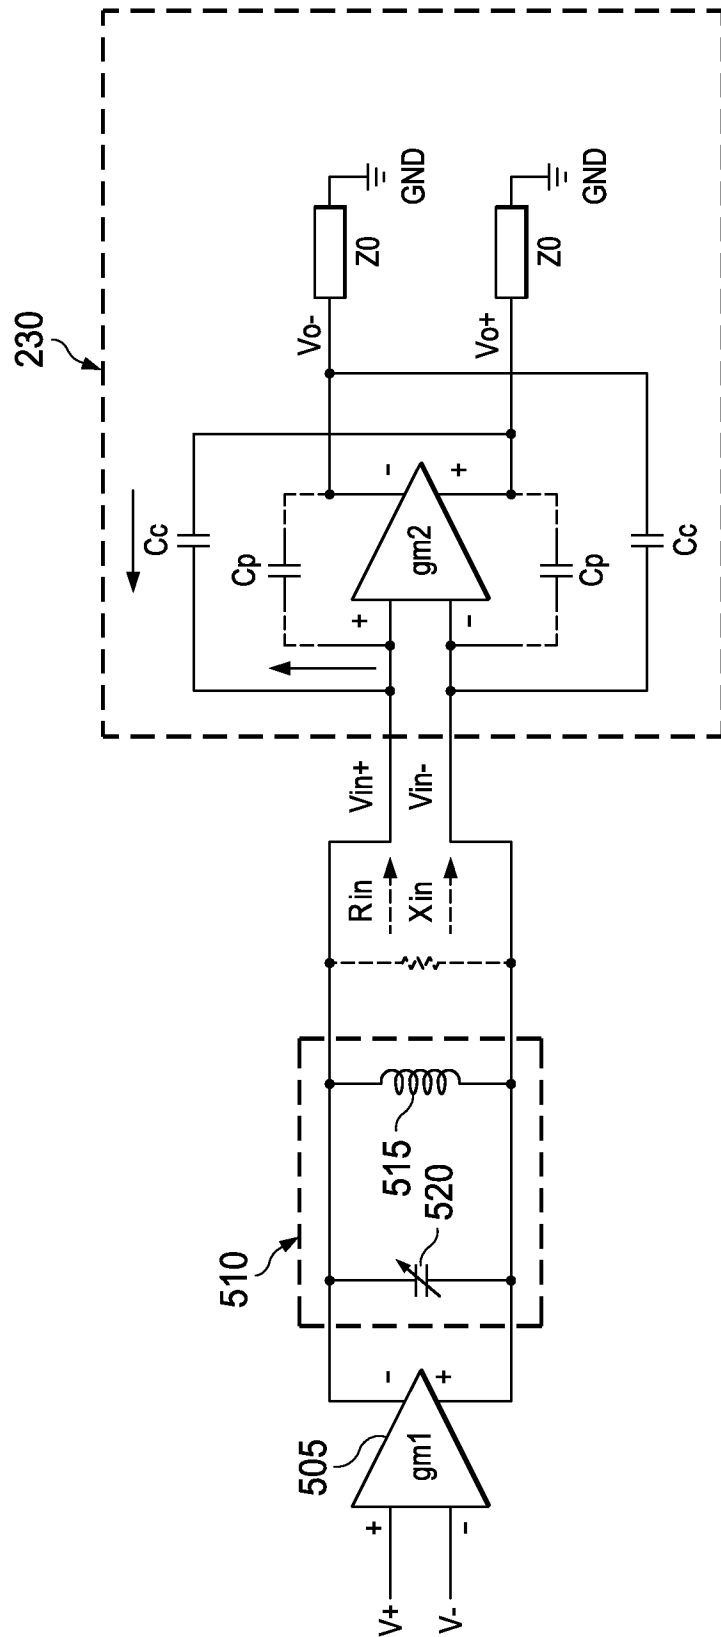 230
Cc
Cp
gm2
+
-
-
+
Cp
Cc
Vo-
Z0
GND
Vo+
Z0
GND
Vin+
Vin-
Rin
Xin
510
515
520
505
gm1
+
-
-
+
V+
V-